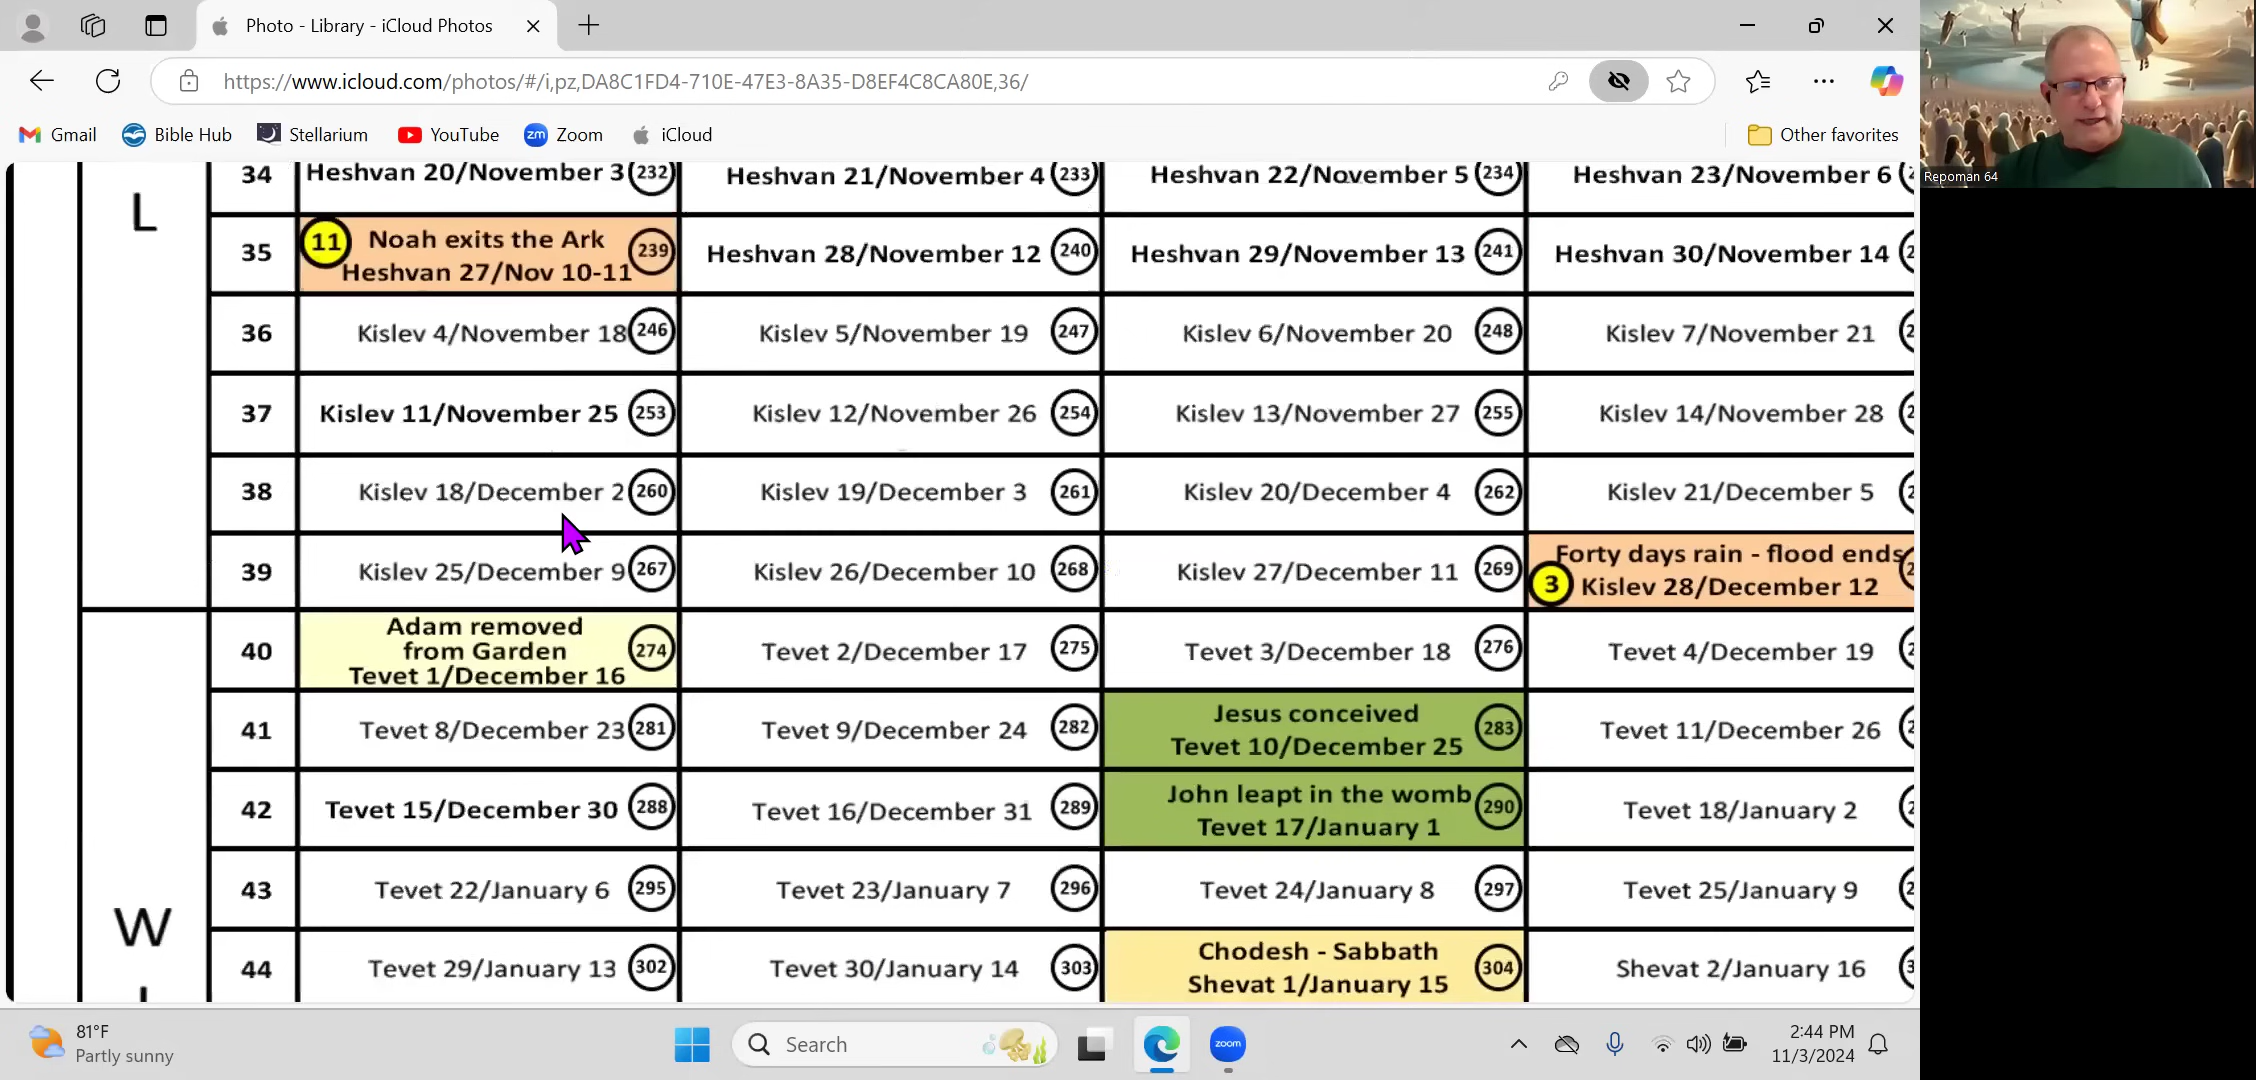 Photo - Library - iCloud Photos
https://www.icloud.com/photos/#/i,pz,DA8C1FD4-710E-47E3-8A35-D8EF4C8CA80E,36/
Gmail
Bible Hub
Stellarium
YouTube
zm Zoom
iCloud
Other favorites
Repoman 64
L
34
Heshvan 20/November 3 232
Heshvan 21/November 4 233
Heshvan 22/November 5 234
Heshvan 23/November 6
35
11 Noah exits the Ark
Heshvan 27/Nov 10-11 239
Heshvan 28/November 12 240
Heshvan 29/November 13 241
Heshvan 30/November 14
36
Kislev 4/November 18 246
Kislev 5/November 19 247
Kislev 6/November 20 248
Kislev 7/November 21
37
Kislev 11/November 25 253
Kislev 12/November 26 254
Kislev 13/November 27 255
Kislev 14/November 28
38
Kislev 18/December 2 260
Kislev 19/December 3 261
Kislev 20/December 4 262
Kislev 21/December 5
39
Kislev 25/December 9 267
Kislev 26/December 10 268
Kislev 27/December 11 269
Forty days rain - flood ends
3 Kislev 28/December 12
40
Adam removed
from Garden 274
Tevet 1/December 16
Tevet 2/December 17 275
Tevet 3/December 18 276
Tevet 4/December 19
41
Tevet 8/December 23 281
Tevet 9/December 24 282
Jesus conceived 283
Tevet 10/December 25
Tevet 11/December 26
42
Tevet 15/December 30 288
Tevet 16/December 31 289
John leapt in the womb 290
Tevet 17/January 1
Tevet 18/January 2
W
43
Tevet 22/January 6 295
Tevet 23/January 7 296
Tevet 24/January 8 297
Tevet 25/January 9
44
Tevet 29/January 13 302
Tevet 30/January 14 303
Chodesh - Sabbath 304
Shevat 1/January 15
Shevat 2/January 16
81°F
Partly sunny
Search
zoom
2:44 PM
11/3/2024